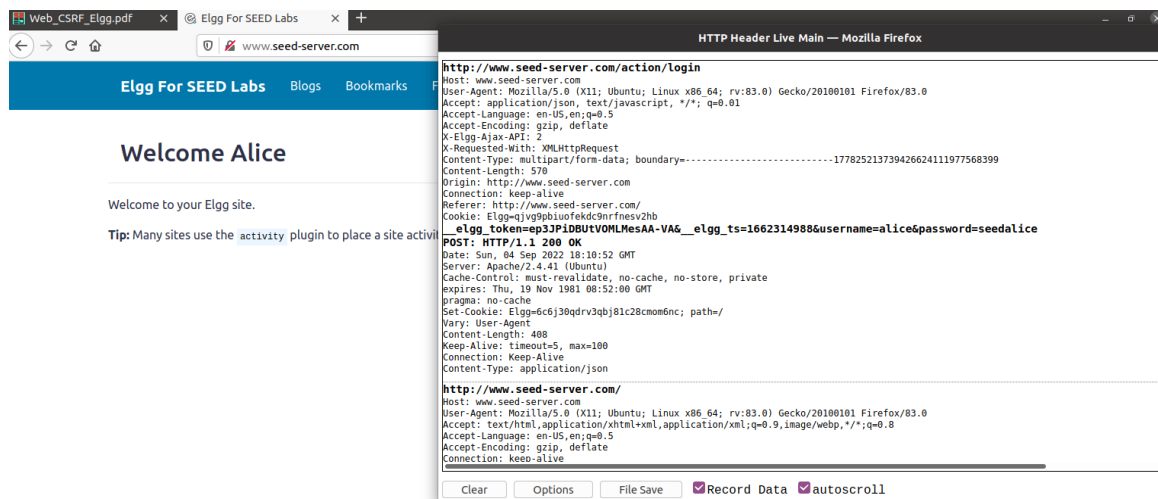 Web_CSRF_Elgg.pdf
Elgg For SEED Labs
www.seed-server.com
Elgg For SEED Labs Blogs Bookmarks F
Welcome Alice
Welcome to your Elgg site.
Tip: Many sites use the activity plugin to place a site activit
HTTP Header Live Main — Mozilla Firefox
http://www.seed-server.com/action/login
Host: www.seed-server.com
User-Agent: Mozilla/5.0 (X11; Ubuntu; Linux x86_64; rv:83.0) Gecko/20100101 Firefox/83.0
Accept: application/json, text/javascript, */*; q=0.01
Accept-Language: en-US,en;q=0.5
Accept-Encoding: gzip, deflate
X-Elgg-Ajax-API: 2
X-Requested-With: XMLHttpRequest
Content-Type: multipart/form-data; boundary=---------------------------177825213739426624111977568399
Content-Length: 570
Origin: http://www.seed-server.com
Connection: keep-alive
Referer: http://www.seed-server.com/
Cookie: Elgg=qjvg9pbiuofekdc9nrfnesv2hb
__elgg_token=ep3JPiDBUtVOMLMesAA-VA&__elgg_ts=1662314988&username=alice&password=seedalice
POST: HTTP/1.1 200 OK
Date: Sun, 04 Sep 2022 18:10:52 GMT
Server: Apache/2.4.41 (Ubuntu)
Cache-Control: must-revalidate, no-cache, no-store, private
expires: Thu, 19 Nov 1981 08:52:00 GMT
pragma: no-cache
Set-Cookie: Elgg=6c6j30qdrv3qbj81c28cmom6nc; path=/
Vary: User-Agent
Content-Length: 408
Keep-Alive: timeout=5, max=100
Connection: Keep-Alive
Content-Type: application/json
http://www.seed-server.com/
Host: www.seed-server.com
User-Agent: Mozilla/5.0 (X11; Ubuntu; Linux x86_64; rv:83.0) Gecko/20100101 Firefox/83.0
Accept: text/html,application/xhtml+xml,application/xml;q=0.9,image/webp,*/*;q=0.8
Accept-Language: en-US,en;q=0.5
Accept-Encoding: gzip, deflate
Connection: keep-alive
Clear Options File Save Record Data autoscroll